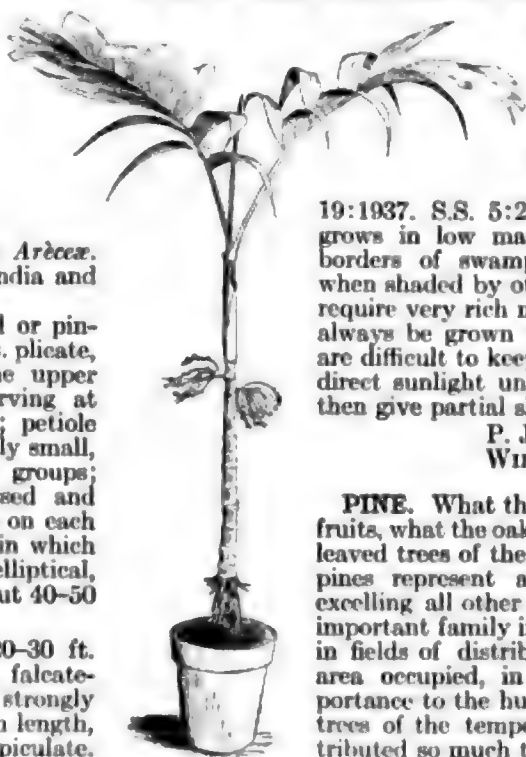 Arècex.
ndia and
d or pin-
. plicate,
e upper
rving at
; petiole
ly small,
groups;
sed and
on each
in which
elliptical,
ut 40–50
20–30 ft.
falcate-
strongly
n length,
piculate.
19:1937. S.S. 5:2
grows in low ma
borders of swamp
when shaded by ot
require very rich m
always be grown
are difficult to keep
direct sunlight un
then give partial s
P. J
WI
PINE. What th
fruits, what the oak
leaved trees of the
pines represent a
excelling all other
important family i
in fields of distrib
area occupied, in
portance to the hu
trees of the tempe
tributed so much t